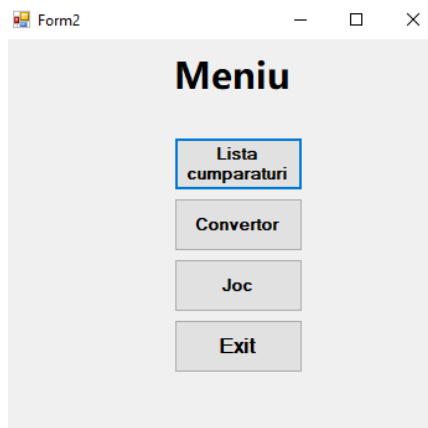 Form2
Meniu
Lista
cumparaturi
Convertor
Joc
Exit